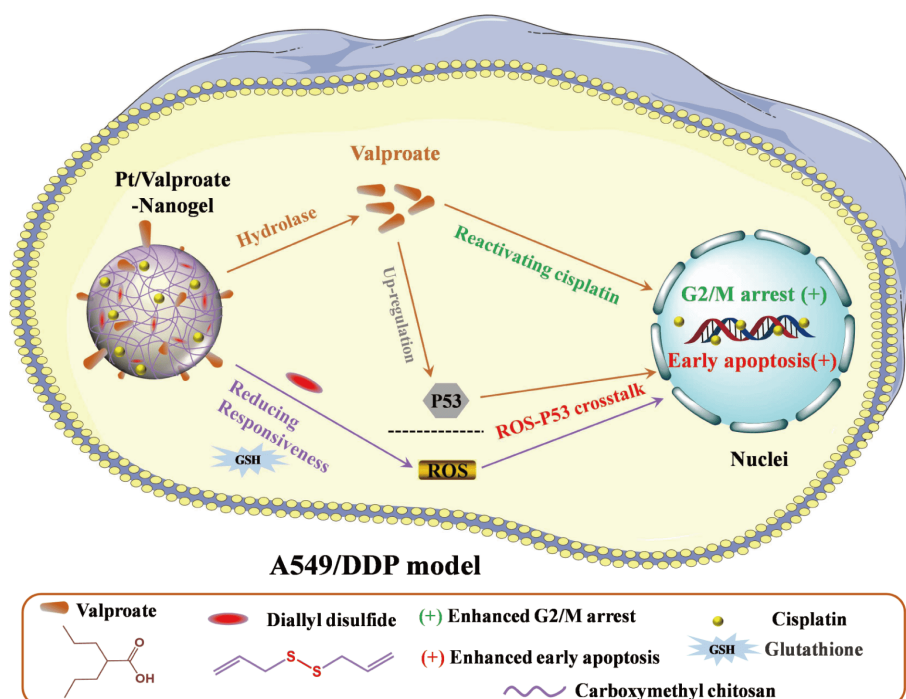 Valproate
Pt/Valproate
-Nanogel
Hydrolase
Reactivating cisplatin
Up-regulation
G2/M arrest (+)
Early apoptosis(+)
P53
ROS-P53 crosstalk
Reducing
Responsiveness
GSH
ROS
Nuclei
A549/DDP model
Valproate
O
OH
Diallyl disulfide
S
S
(+) Enhanced G2/M arrest
(+) Enhanced early apoptosis
Carboxymethyl chitosan
Cisplatin
GSH
Glutathione